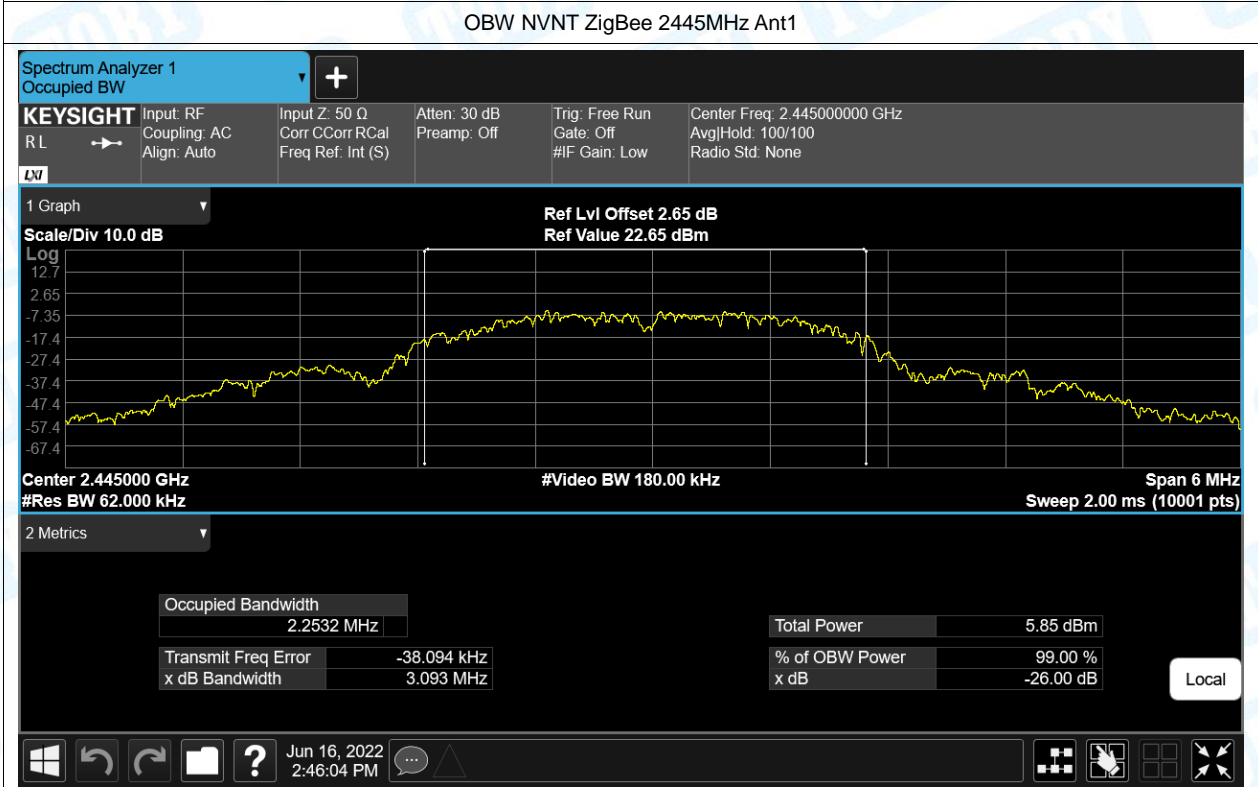 OBW NVNT ZigBee 2445MHz Ant1
Spectrum Analyzer 1
Occupied BW
KEYSIGHT
R L
LXI
Input: RF
Coupling: AC
Align: Auto
Input Z: 50 Ω
Corr CCorr RCal
Freq Ref: Int (S)
Atten: 30 dB
Preamp: Off
Trig: Free Run
Gate: Off
#IF Gain: Low
Center Freq: 2.445000000 GHz
Avg|Hold: 100/100
Radio Std: None
1 Graph
Scale/Div 10.0 dB
Ref Lvl Offset 2.65 dB
Ref Value 22.65 dBm
Log
12.7
2.65
-7.35
-17.4
-27.4
-37.4
-47.4
-57.4
-67.4
Center 2.445000 GHz
#Video BW 180.00 kHz
Span 6 MHz
#Res BW 62.000 kHz
Sweep 2.00 ms (10001 pts)
2 Metrics
Occupied Bandwidth
2.2532 MHz
Total Power 5.85 dBm
Transmit Freq Error -38.094 kHz
% of OBW Power 99.00 %
x dB Bandwidth 3.093 MHz
x dB -26.00 dB
Local
?
Jun 16, 2022
2:46:04 PM